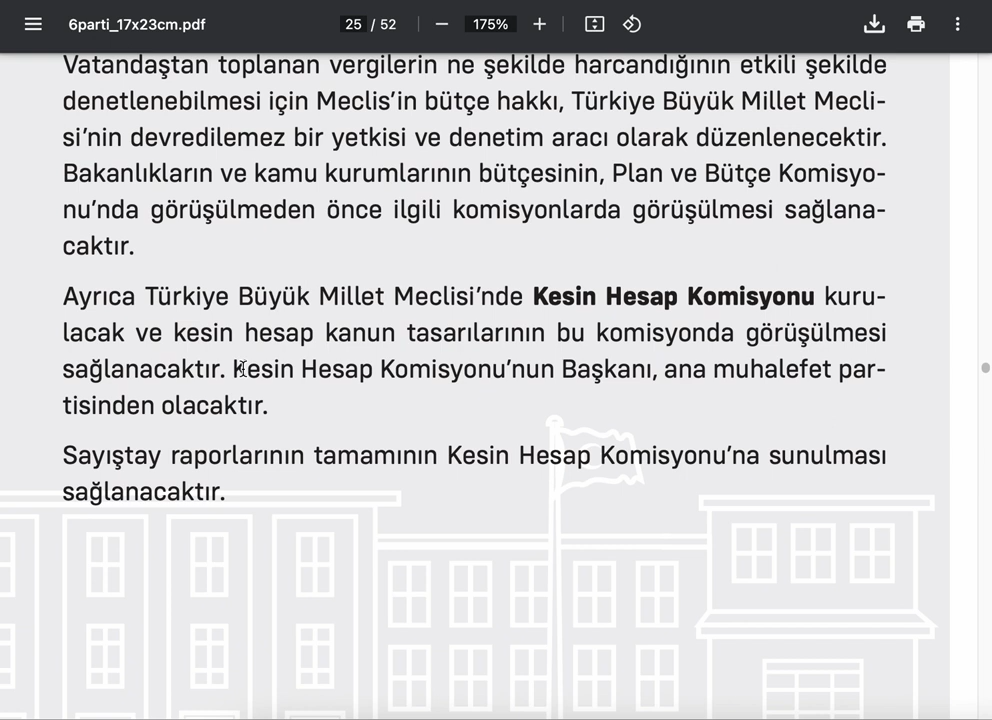 6parti_17x23cm.pdf 25 / 52 − 175% +
Vatandaştan toplanan vergilerin ne şekilde harcandığının etkili şekilde
denetlenebilmesi için Meclis’in bütçe hakkı, Türkiye Büyük Millet Mecli-
si’nin devredilemez bir yetkisi ve denetim aracı olarak düzenlenecektir.
Bakanlıkların ve kamu kurumlarının bütçesinin, Plan ve Bütçe Komisyo-
nu’nda görüşülmeden önce ilgili komisyonlarda görüşülmesi sağlana-
caktır.
Ayrıca Türkiye Büyük Millet Meclisi’nde Kesin Hesap Komisyonu kuru-
lacak ve kesin hesap kanun tasarılarının bu komisyonda görüşülmesi
sağlanacaktır. Kesin Hesap Komisyonu’nun Başkanı, ana muhalefet par-
tisinden olacaktır.
Sayıştay raporlarının tamamının Kesin Hesap Komisyonu’na sunulması
sağlanacaktır.